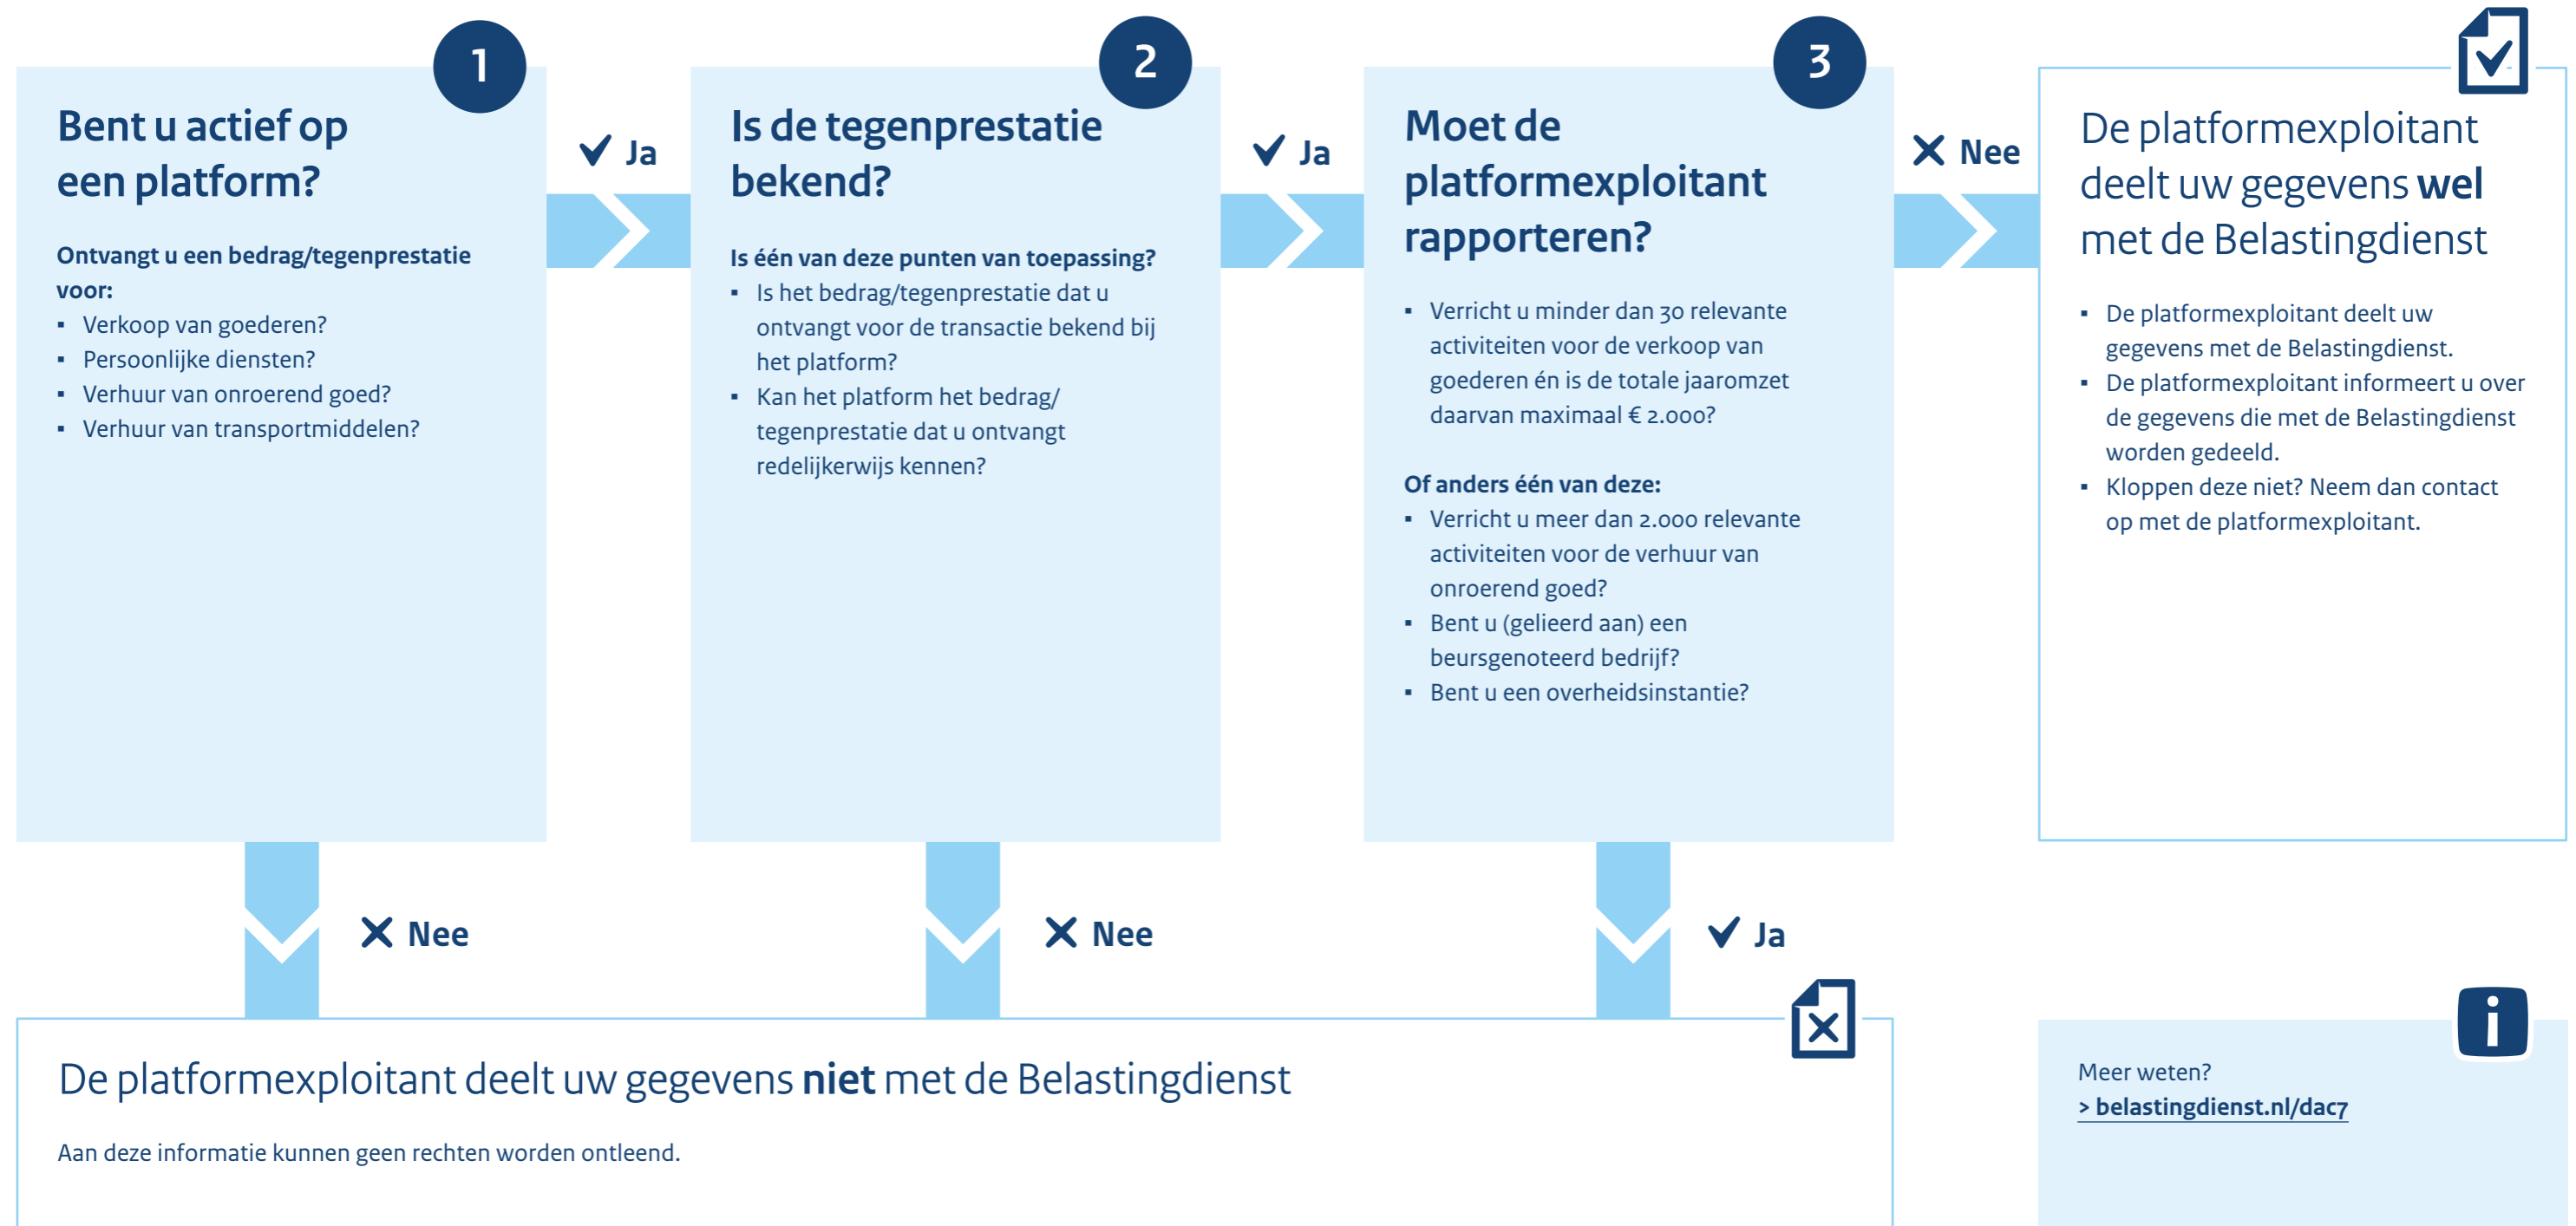 1
Bent u actief op
een platform?
Ontvangt u een bedrag/tegenprestatie
voor:
▪ Verkoop van goederen?
▪ Persoonlijke diensten?
▪ Verhuur van onroerend goed?
▪ Verhuur van transportmiddelen?
Ja
Nee
2
Is de tegenprestatie
bekend?
Is één van deze punten van toepassing?
▪ Is het bedrag/tegenprestatie dat u
ontvangt voor de transactie bekend bij
het platform?
▪ Kan het platform het bedrag/
tegenprestatie dat u ontvangt
redelijkerwijs kennen?
Ja
Nee
3
Moet de
platformexploitant
rapporteren?
▪ Verricht u minder dan 30 relevante
activiteiten voor de verkoop van
goederen én is de totale jaaromzet
daarvan maximaal € 2.000?
Of anders één van deze:
▪ Verricht u meer dan 2.000 relevante
activiteiten voor de verhuur van
onroerend goed?
▪ Bent u (gelieerd aan) een
beursgenoteerd bedrijf?
▪ Bent u een overheidsinstantie?
Nee
Ja
De platformexploitant
deelt uw gegevens wel
met de Belastingdienst
▪ De platformexploitant deelt uw
gegevens met de Belastingdienst.
▪ De platformexploitant informeert u over
de gegevens die met de Belastingdienst
worden gedeeld.
▪ Kloppen deze niet? Neem dan contact
op met de platformexploitant.
De platformexploitant deelt uw gegevens niet met de Belastingdienst
Aan deze informatie kunnen geen rechten worden ontleend.
i
Meer weten?
> belastingdienst.nl/dac7